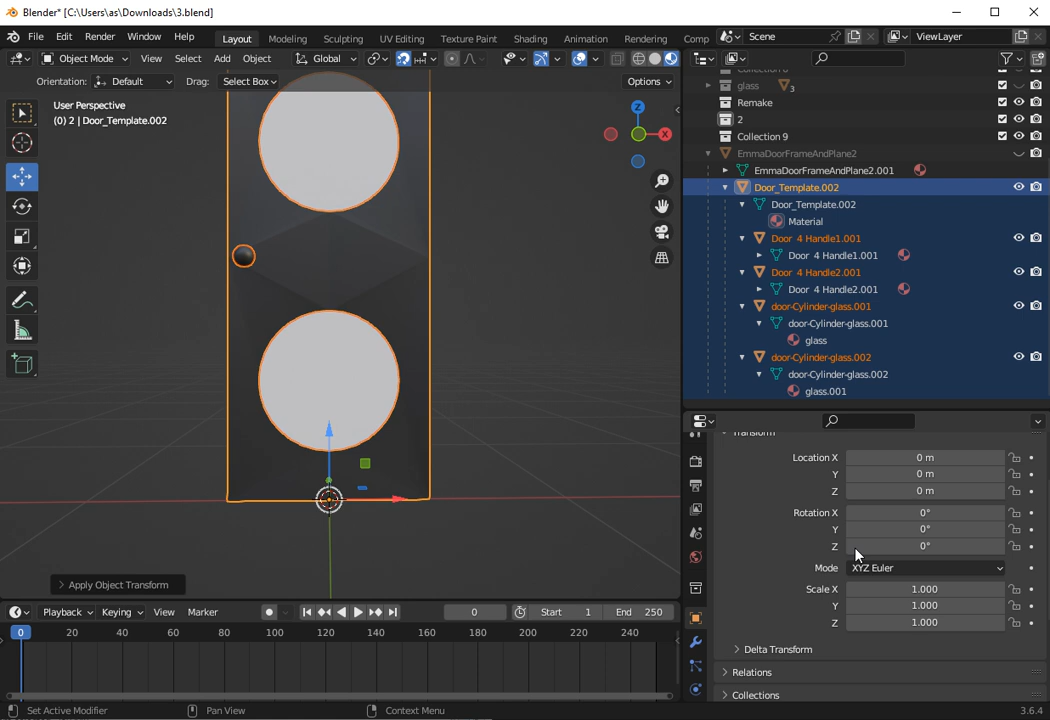 Blender* [C:\Users\as\Downloads\3.blend]
File Edit Render Window Help Layout Modeling Sculpting UV Editing Texture Paint Shading Animation Rendering Comp Scene ViewLayer
Object Mode View Select Add Object Global
Orientation: Default Drag: Select Box Options
User Perspective
(0) 2 | Door_Template.002
Z
X
Apply Object Transform
glass 3
Remake
2
Collection 9
EmmaDoorFrameAndPlane2
EmmaDoorFrameAndPlane2.001
Door_Template.002
Door_Template.002
Material
Door 4 Handle1.001
Door 4 Handle1.001
Door 4 Handle2.001
Door 4 Handle2.001
door-Cylinder-glass.001
door-Cylinder-glass.001
glass
door-Cylinder-glass.002
door-Cylinder-glass.002
glass.001
Transform
Location X 0 m
Y 0 m
Z 0 m
Rotation X 0°
Y 0°
Z 0°
Mode XYZ Euler
Scale X 1.000
Y 1.000
Z 1.000
Delta Transform
Relations
Collections
Playback Keying View Marker 0 Start 1 End 250
0 20 40 60 80 100 120 140 160 180 200 220 240
Set Active Modifier Pan View Context Menu 3.6.4